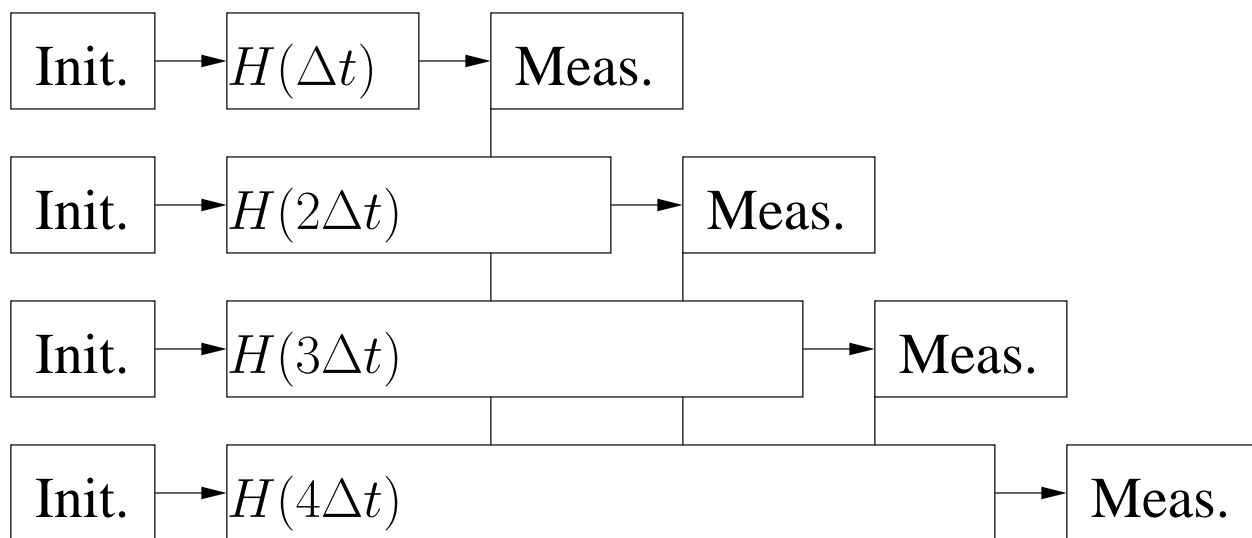 Init. H(Δt) Meas.
Init. H(2Δt) Meas.
Init. H(3Δt) Meas.
Init. H(4Δt) Meas.